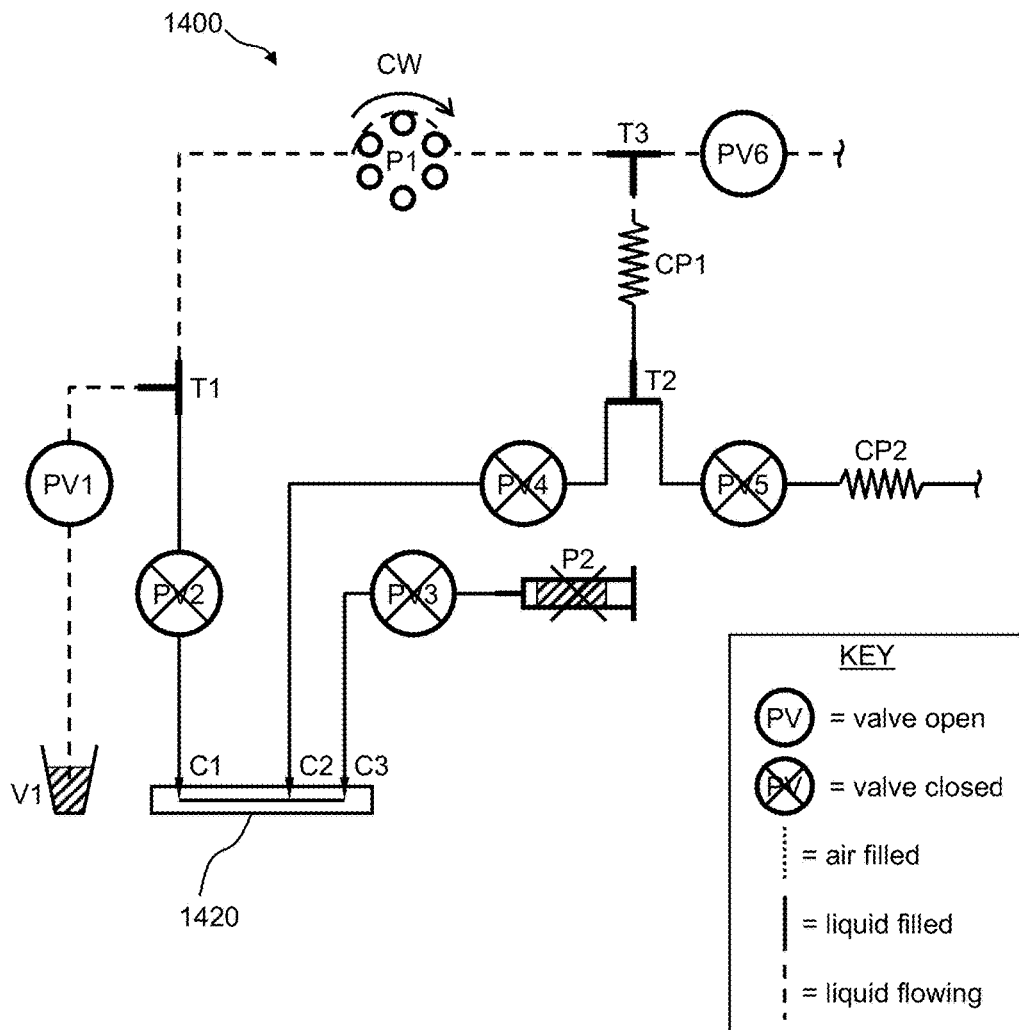 1400
CW
P1
T3
PV6
CP1
T1
T2
PV1
PV4
PV5
CP2
PV2
PV3
P2
V1
C1
C2
C3
1420
KEY
PV = valve open
PV = valve closed
= air filled
= liquid filled
= liquid flowing